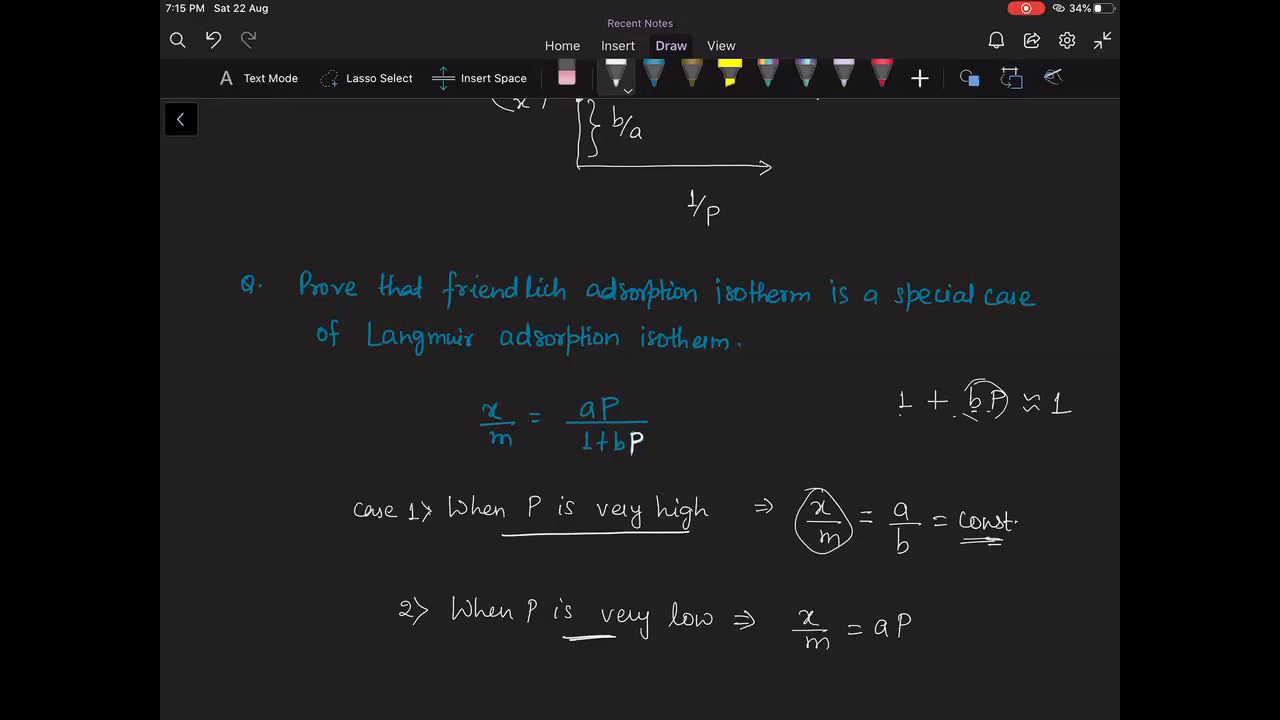 7:15 PM Sat 22 Aug
34%
Recent Notes
Home Insert Draw View
A Text Mode Lasso Select Insert Space
(x)
b/a
1/P
Q. Prove that friendlich adsorption isotherm is a special case
of Langmuir adsorption isotherm.
x/m = aP/1+bP
1 + bP ≈ 1
case 1> When P is very high ⇒ x/m = a/b = const.
2> When P is very low ⇒ x/m = aP